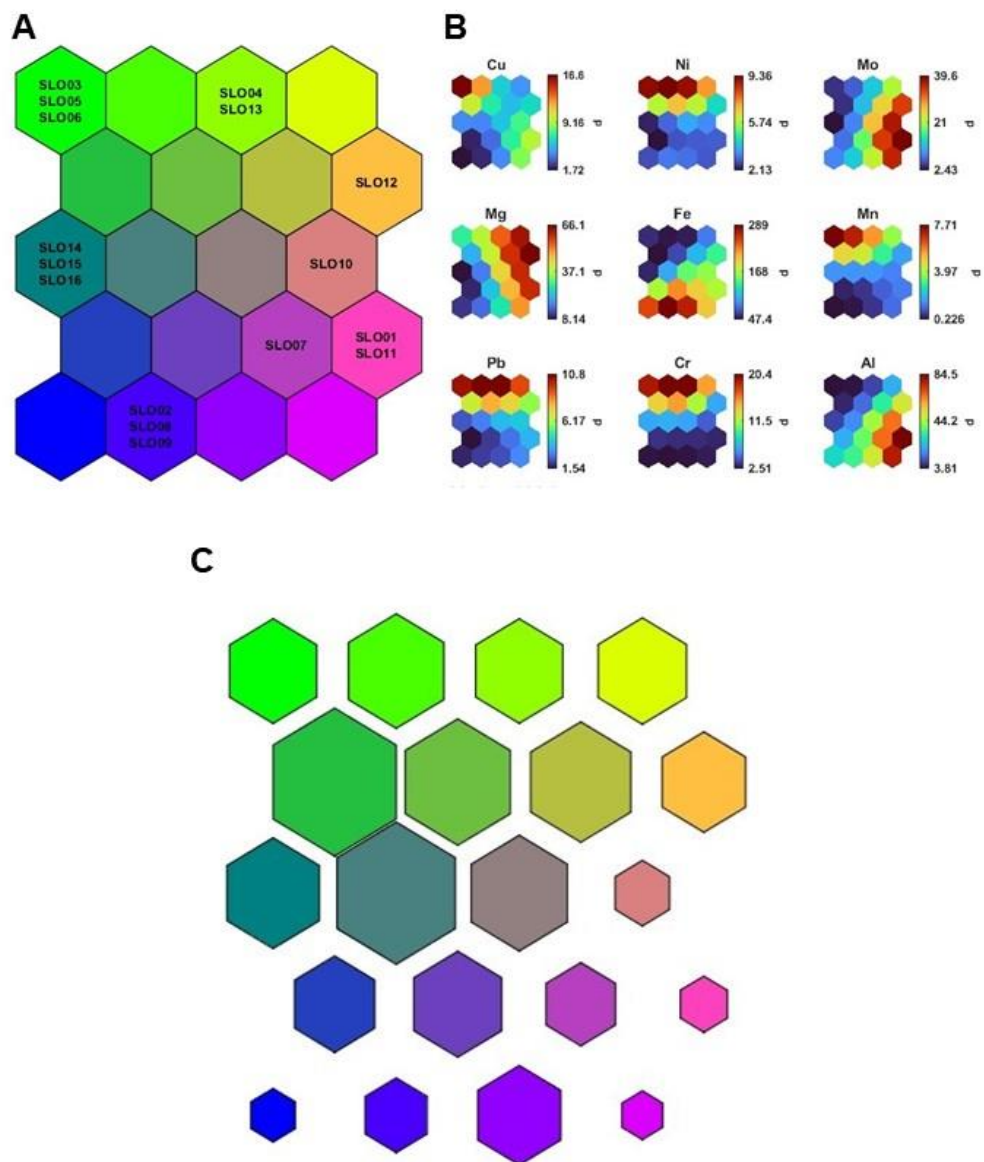 A
SLO03
SLO05
SLO06
SLO04
SLO13
SLO12
SLO14
SLO15
SLO16
SLO10
SLO07
SLO01
SLO11
SLO02
SLO08
SLO09
B
Cu
16.6
9.16
1.72
d
Ni
9.36
5.74
2.13
d
Mo
39.6
21
2.43
d
Mg
66.1
37.1
8.14
d
Fe
289
168
47.4
d
Mn
7.71
3.97
0.226
d
Pb
10.8
6.17
1.54
d
Cr
20.4
11.5
2.51
d
Al
84.5
44.2
3.81
d
C